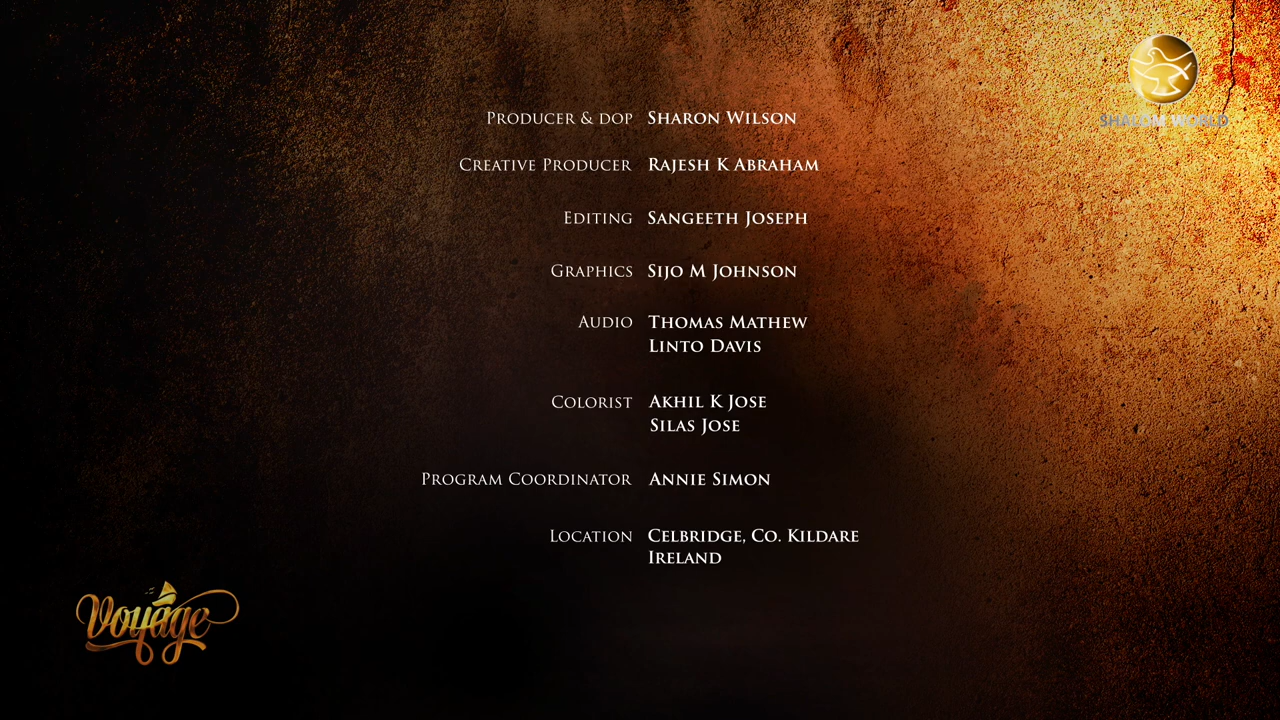 SHALOM WORLD
PRODUCER & DOP SHARON WILSON
CREATIVE PRODUCER RAJESH K ABRAHAM
EDITING SANGEETH JOSEPH
GRAPHICS SIJO M JOHNSON
AUDIO THOMAS MATHEW
LINTO DAVIS
COLORIST AKHIL K JOSE
SILAS JOSE
PROGRAM COORDINATOR ANNIE SIMON
LOCATION CELBRIDGE, CO. KILDARE
IRELAND
Voyage